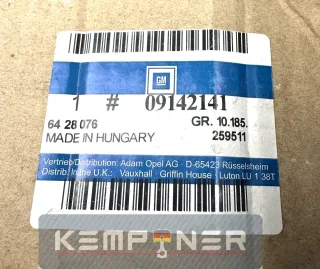 GM
1 # 09142141
64 28 076 GR. 10.185.
MADE IN HUNGARY 259511
Vertrieb/Distribution: Adam Opel AG · D-65423 Rüsselsheim
Distrib. in the U.K.: Vauxhall · Griffin House · Luton LU 1 38T
KEMPTNER